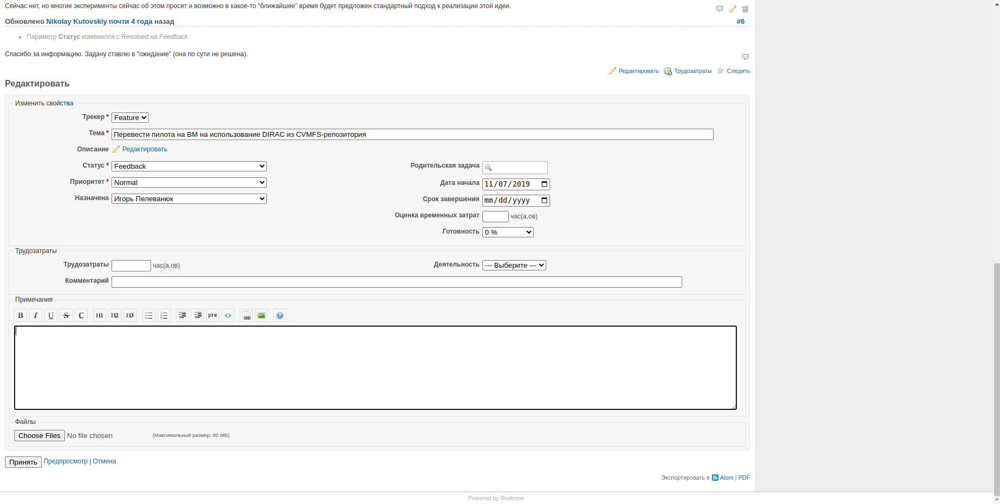 Сейчас нет, но многие эксперименты сейчас об этом просят и возможно в какое-то "ближайшее" время будет предложен стандартный подход к реализации этой идеи.
Обновлено Nikolay Kutovskiy почти 4 года назад #6
Параметр Статус изменился с Resolved на Feedback
Спасибо за информацию. Задачу ставлю в "ожидание" (она по сути не решена).
Редактировать Трудозатраты Следить
Редактировать
Изменить свойства
Трекер * Feature
Тема * Перевести пилота на ВМ на использование DIRAC из CVMFS-репозитория
Описание Редактировать
Статус * Feedback Родительская задача
Приоритет * Normal Дата начала 11/07/2019
Назначена Игорь Пелеванюк Срок завершения mm/dd/yyyy
Оценка временных затрат час(а,ов)
Готовность 0 %
Трудозатраты
Трудозатраты час(а,ов) Деятельность --- Выберите ---
Комментарий
Примечания
B I U S C H1 H2 H3 pre <> ?
Файлы
Choose Files No file chosen (Максимальный размер: 80 МБ)
Принять Предпросмотр | Отмена
Экспортировать в Atom | PDF
Powered by Redmine